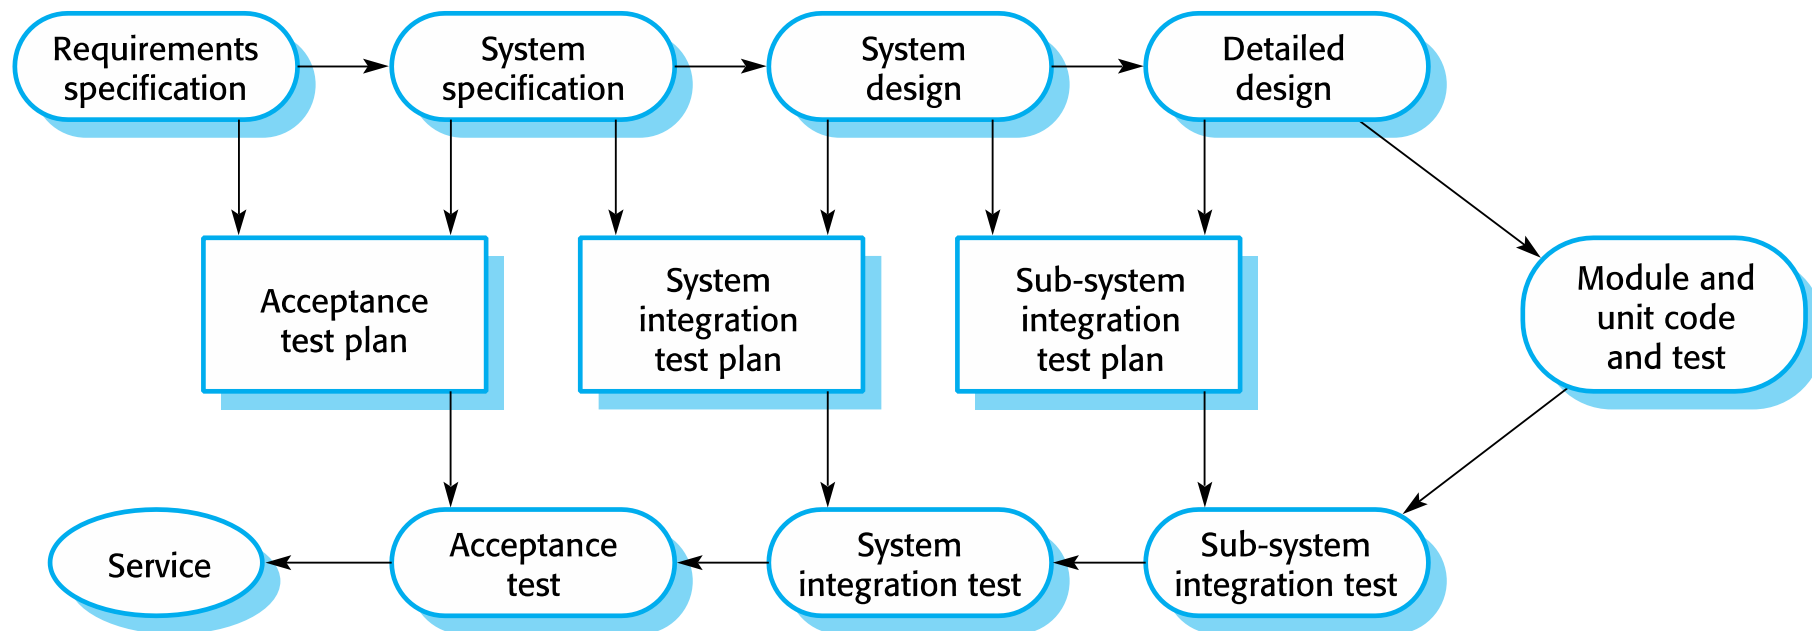 Requirements
specification
System
specification
System
design
Detailed
design
Acceptance
test plan
System
integration
test plan
Sub-system
integration
test plan
Module and
unit code
and test
Service
Acceptance
test
System
integration test
Sub-system
integration test